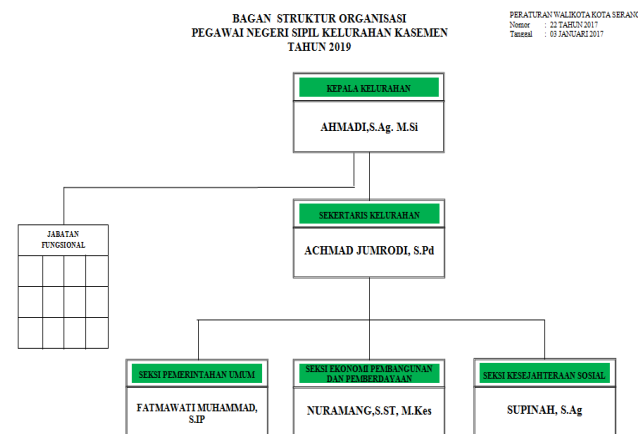 BAGAN STRUKTUR ORGANISASI
PEGAWAI NEGERI SIPIL KELURAHAN KASEMEN
TAHUN 2019
PERATURAN WALIKOTA KOTA SERANG
Nomor : 22 TAHUN 2017
Tanggal : 03 JANUARI 2017
KEPALA KELURAHAN
AHMADI,S.Ag. M.Si
SEKERTARIS KELURAHAN
ACHMAD JUMRODI, S.Pd
JABATAN
FUNGSIONAL
SEKSI PEMERINTAHAN UMUM
FATMAWATI MUHAMMAD,
S.IP
SEKSI EKONOMI PEMBANGUNAN
DAN PEMBERDAYAAN
NURAMANG,S.ST, M.Kes
SEKSI KESEJAHTERAAN SOSIAL
SUPINAH, S.Ag